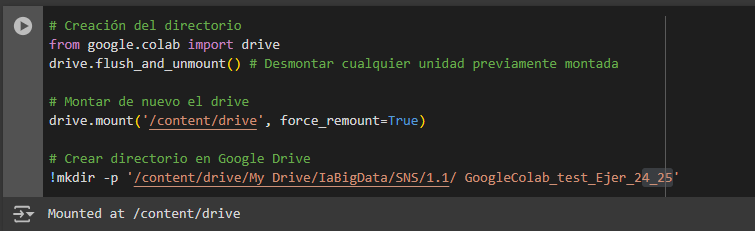 # Creación del directorio
from google.colab import drive
drive.flush_and_unmount() # Desmontar cualquier unidad previamente montada
# Montar de nuevo el drive
drive.mount('/content/drive', force_remount=True)
# Crear directorio en Google Drive
!mkdir -p '/content/drive/My Drive/IaBigData/SNS/1.1/ GoogleColab_test_Ejer_24_25'
Mounted at /content/drive